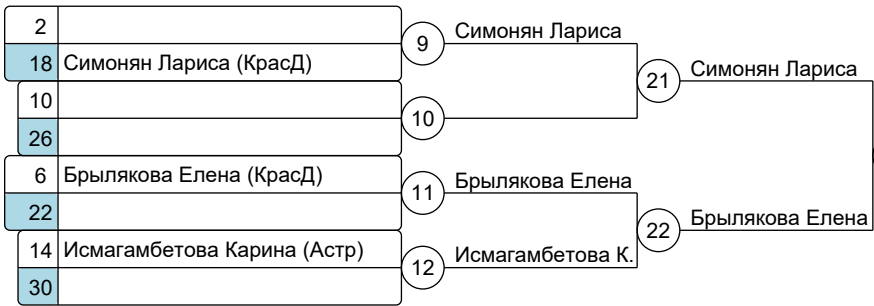 2
18 Симонян Лариса (КрасД)
10
26
6 Брылякова Елена (КрасД)
22
14 Исмагамбетова Карина (Астр)
30
9 Симонян Лариса
10
11 Брылякова Елена
12 Исмагамбетова К.
21 Симонян Лариса
22 Брылякова Елена